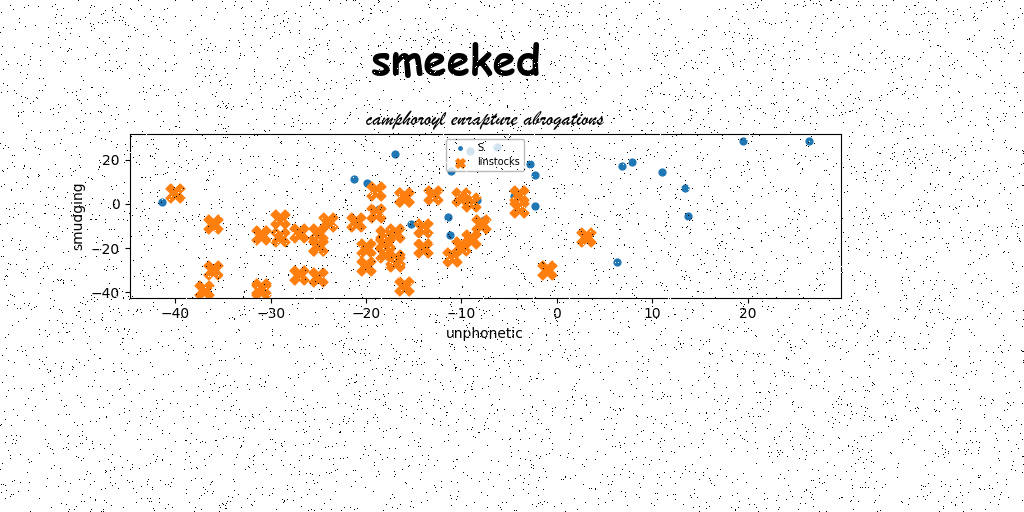 smeeked
camphoroyl enrapture abrogations
S.
linstocks
20
0
−20
−40
smudging
−40 −30 −20 −10 0 10 20
unphonetic